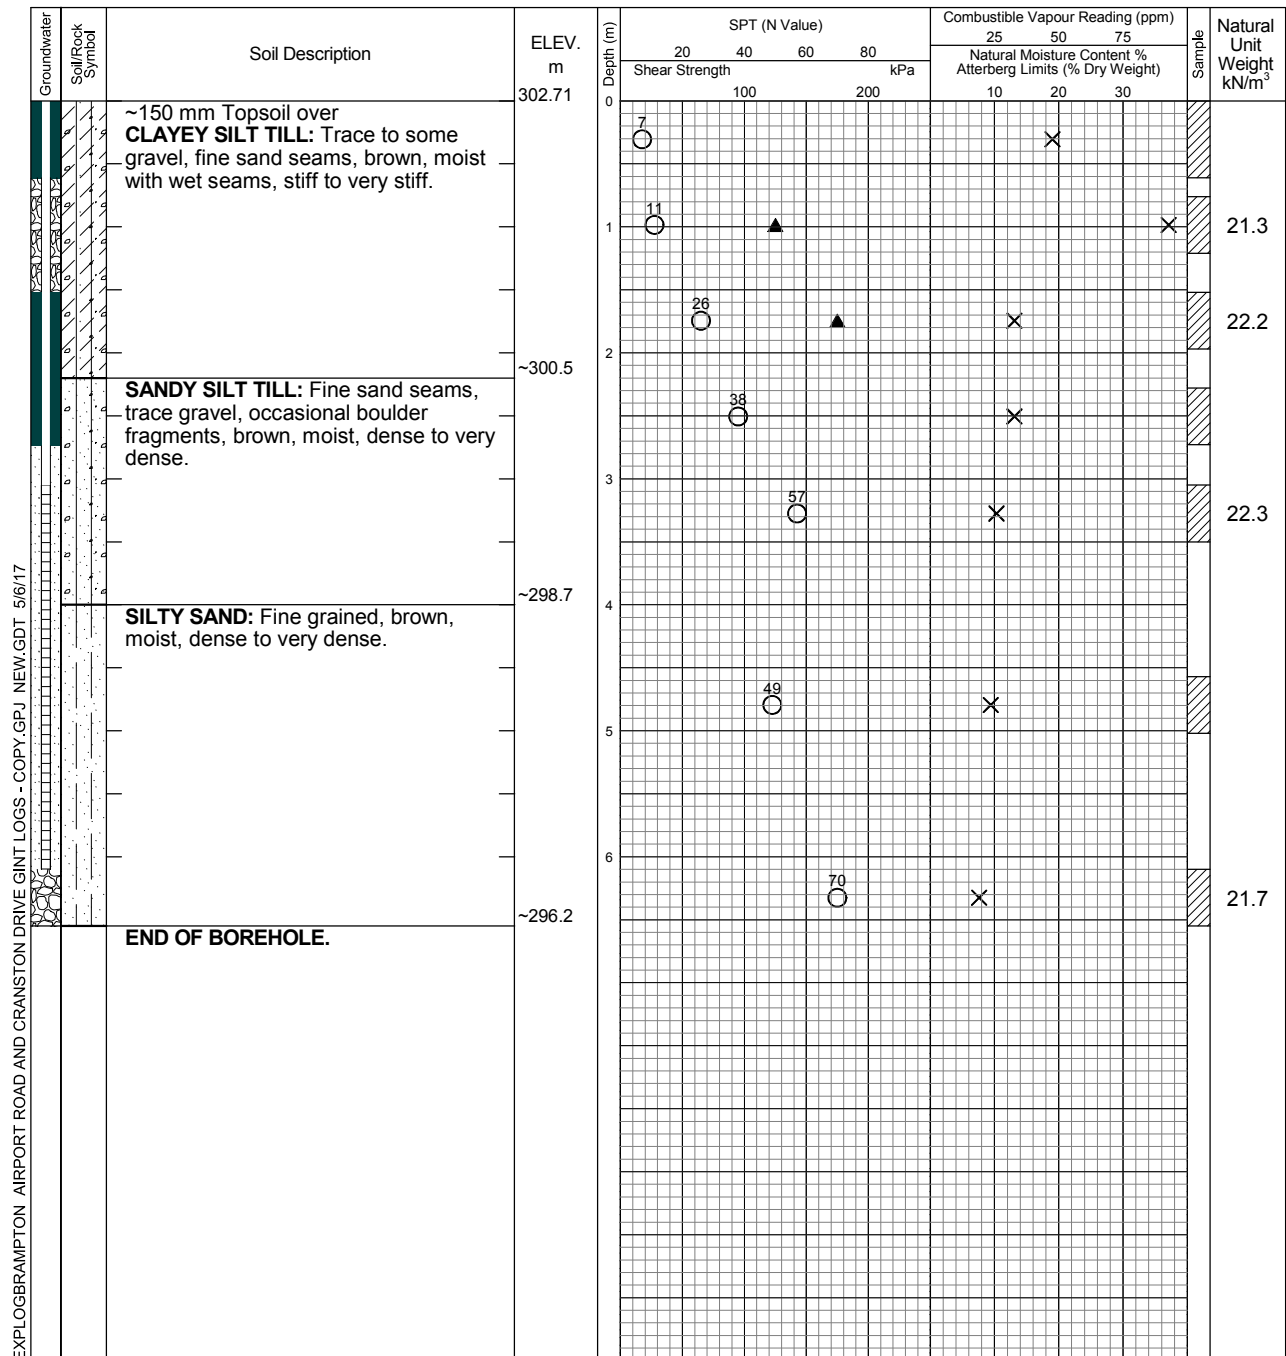 Groundwater
Soil/Rock
Symbol
Soil Description
ELEV.
m
302.71
Depth (m)
SPT (N Value)
20 40 60 80
Shear Strength kPa
100 200
Combustible Vapour Reading (ppm)
25 50 75
Natural Moisture Content %
Atterberg Limits (% Dry Weight)
10 20 30
Sample
Natural
Unit
Weight
kN/m³
0
~150 mm Topsoil over
CLAYEY SILT TILL: Trace to some
gravel, fine sand seams, brown, moist
with wet seams, stiff to very stiff.
7
11
1
21.3
26
22.2
2
~300.5
SANDY SILT TILL: Fine sand seams,
trace gravel, occasional boulder
fragments, brown, moist, dense to very
dense.
38
3
57
22.3
~298.7
4
SILTY SAND: Fine grained, brown,
moist, dense to very dense.
49
5
6
70
21.7
~296.2
END OF BOREHOLE.
EXPLOGBRAMPTON AIRPORT ROAD AND CRANSTON DRIVE GINT LOGS - COPY.GPJ NEW.GDT 5/6/17